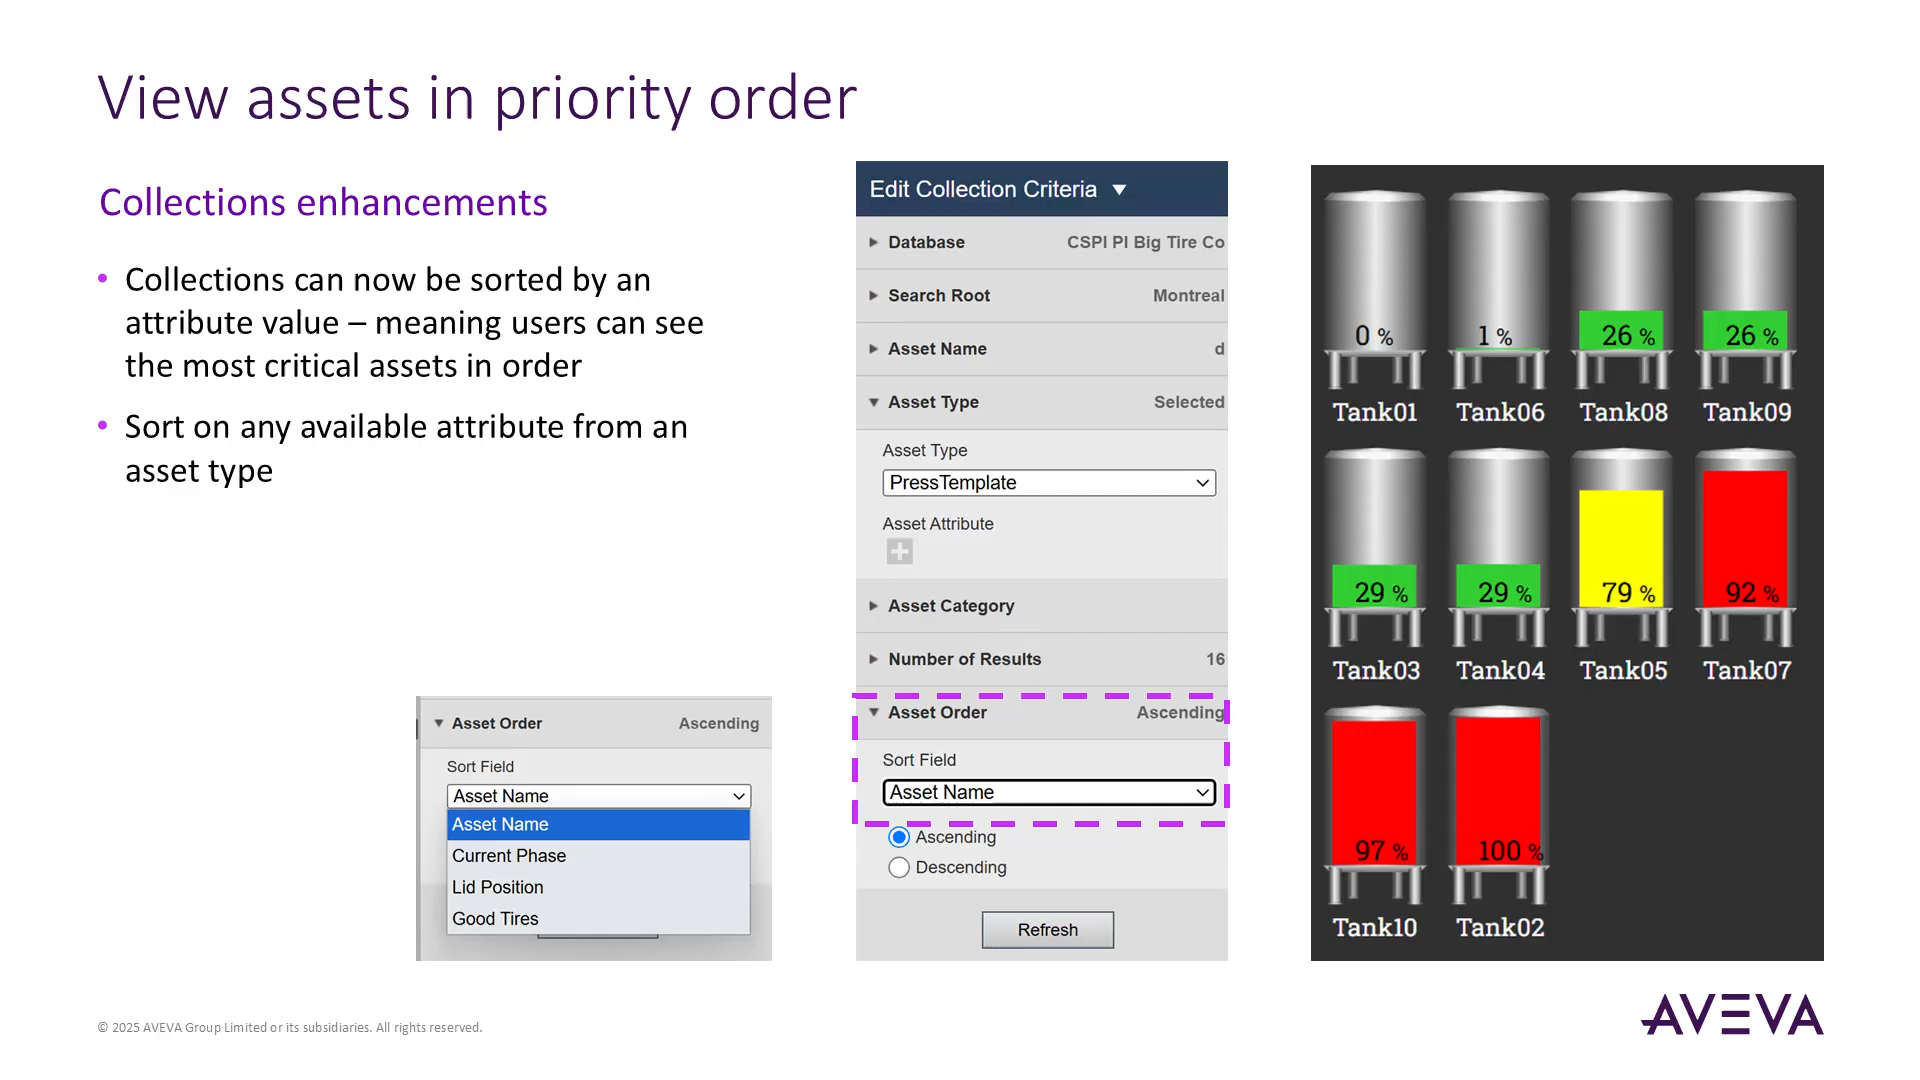 View assets in priority order
Collections enhancements
• Collections can now be sorted by an
attribute value – meaning users can see
the most critical assets in order
• Sort on any available attribute from an
asset type
Asset Order Ascending
Sort Field
Asset Name
Asset Name
Current Phase
Lid Position
Good Tires
Edit Collection Criteria
Database CSPI PI Big Tire Co
Search Root Montreal
Asset Name d
Asset Type Selected
Asset Type
PressTemplate
Asset Attribute
Asset Category
Number of Results 16
Asset Order Ascending
Sort Field
Asset Name
Ascending
Descending
Refresh
0 % 1 % 26 % 26 %
Tank01 Tank06 Tank08 Tank09
29 % 29 % 79 % 92 %
Tank03 Tank04 Tank05 Tank07
97 % 100 %
Tank10 Tank02
© 2025 AVEVA Group Limited or its subsidiaries. All rights reserved.
AVEVA